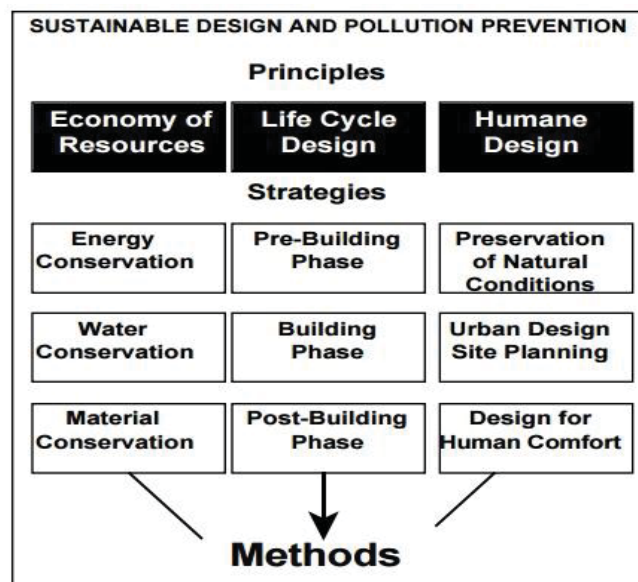 SUSTAINABLE DESIGN AND POLLUTION PREVENTION
Principles
Economy of
Resources
Life Cycle
Design
Humane
Design
Strategies
Energy
Conservation
Pre-Building
Phase
Preservation
of Natural
Conditions
Water
Conservation
Building
Phase
Urban Design
Site Planning
Material
Conservation
Post-Building
Phase
Design for
Human Comfort
Methods